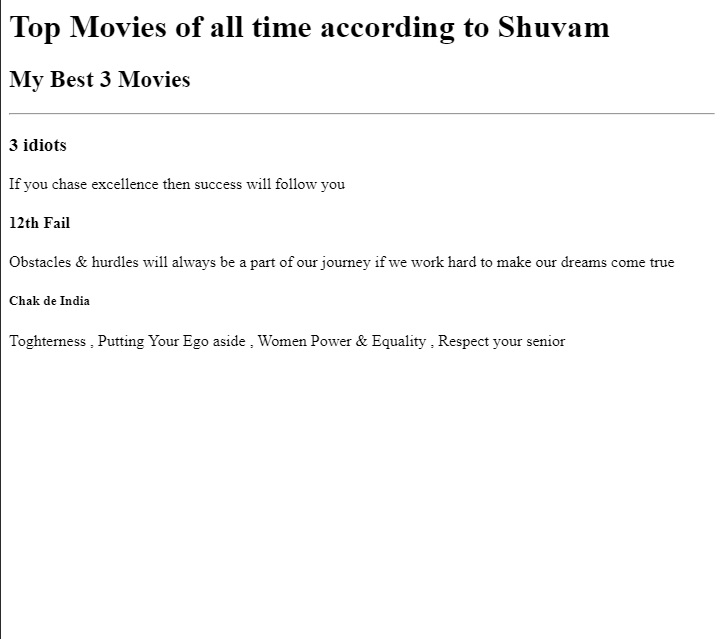 Top Movies of all time according to Shuvam
My Best 3 Movies
3 idiots
If you chase excellence then success will follow you
12th Fail
Obstacles & hurdles will always be a part of our journey if we work hard to make our dreams come true
Chak de India
Toghterness , Putting Your Ego aside , Women Power & Equality , Respect your senior